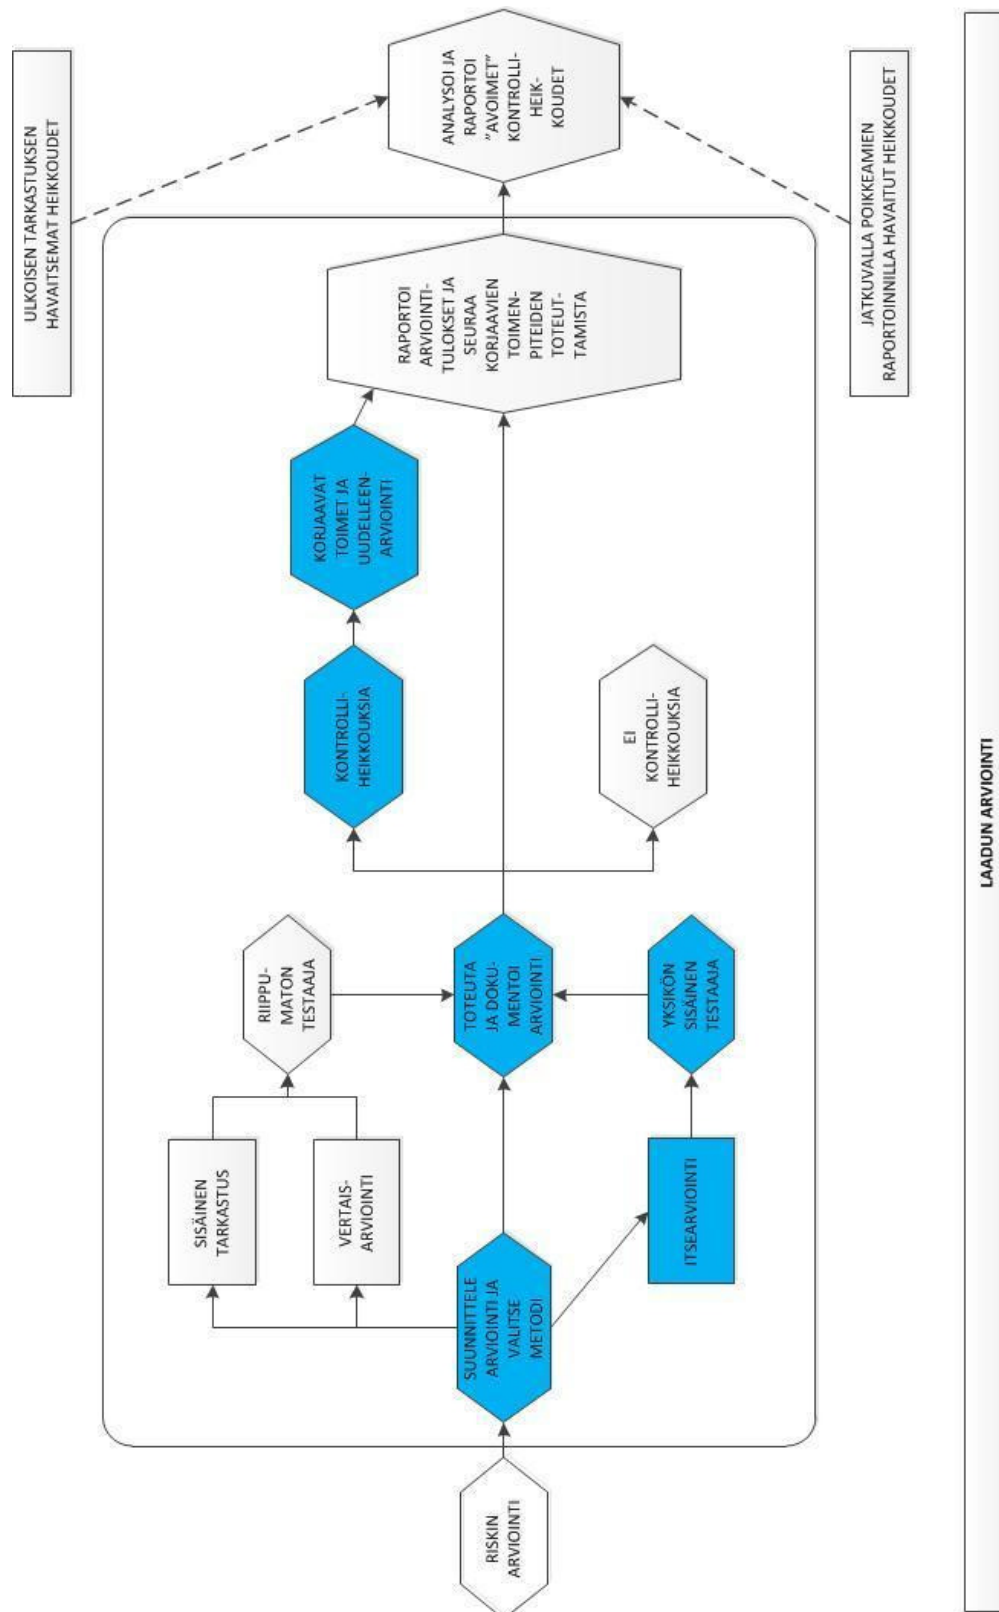 RISKIN
ARVIOINTI
SUUNNITTELE
ARVIOINTI JA
VALITSE
METODI
SISÄINEN
TARKASTUS
VERTAIS-
ARVIOINTI
ITSEARVIOINTI
RIIPPU-
MATON
TESTAAJA
TOTEUTA
JA DOKU-
MENTOI
ARVIOINTI
YKSIKÖN
SISÄINEN
TESTAAJA
KONTROLLI-
HEIKKOUKSIA
EI
KONTROLLI-
HEIKKOUKSIA
KORJAAVAT
TOIMET JA
UUDELLEEN-
ARVIOINTI
RAPORTOI
ARVIOINTI-
TULOKSET JA
SEURAA
KORJAAVIEN
TOIMEN-
PITEIDEN
TOTEUT-
TAMISTA
ULKOISEN TARKASTUKSEN
HAVAITSEMAT HEIKKOUDET
ANALYSOI JA
RAPORTOI
”AVOIMET”
KONTROLLI-
HEIK-
KOUDET
JATKUVALLA POIKKEAMIEN
RAPORTOINNILLA HAVAITUT HEIKKOUDET
LAADUN ARVIOINTI